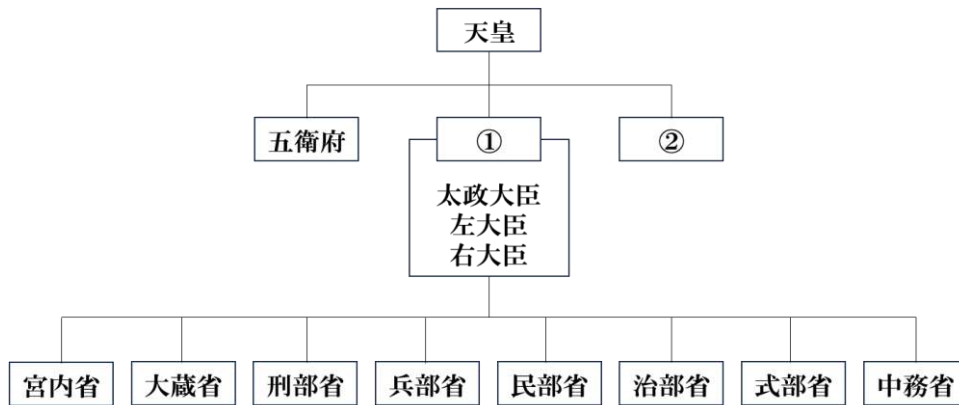 天皇
五衛府
①
②
太政大臣
左大臣
右大臣
宮内省
大蔵省
刑部省
兵部省
民部省
治部省
式部省
中務省